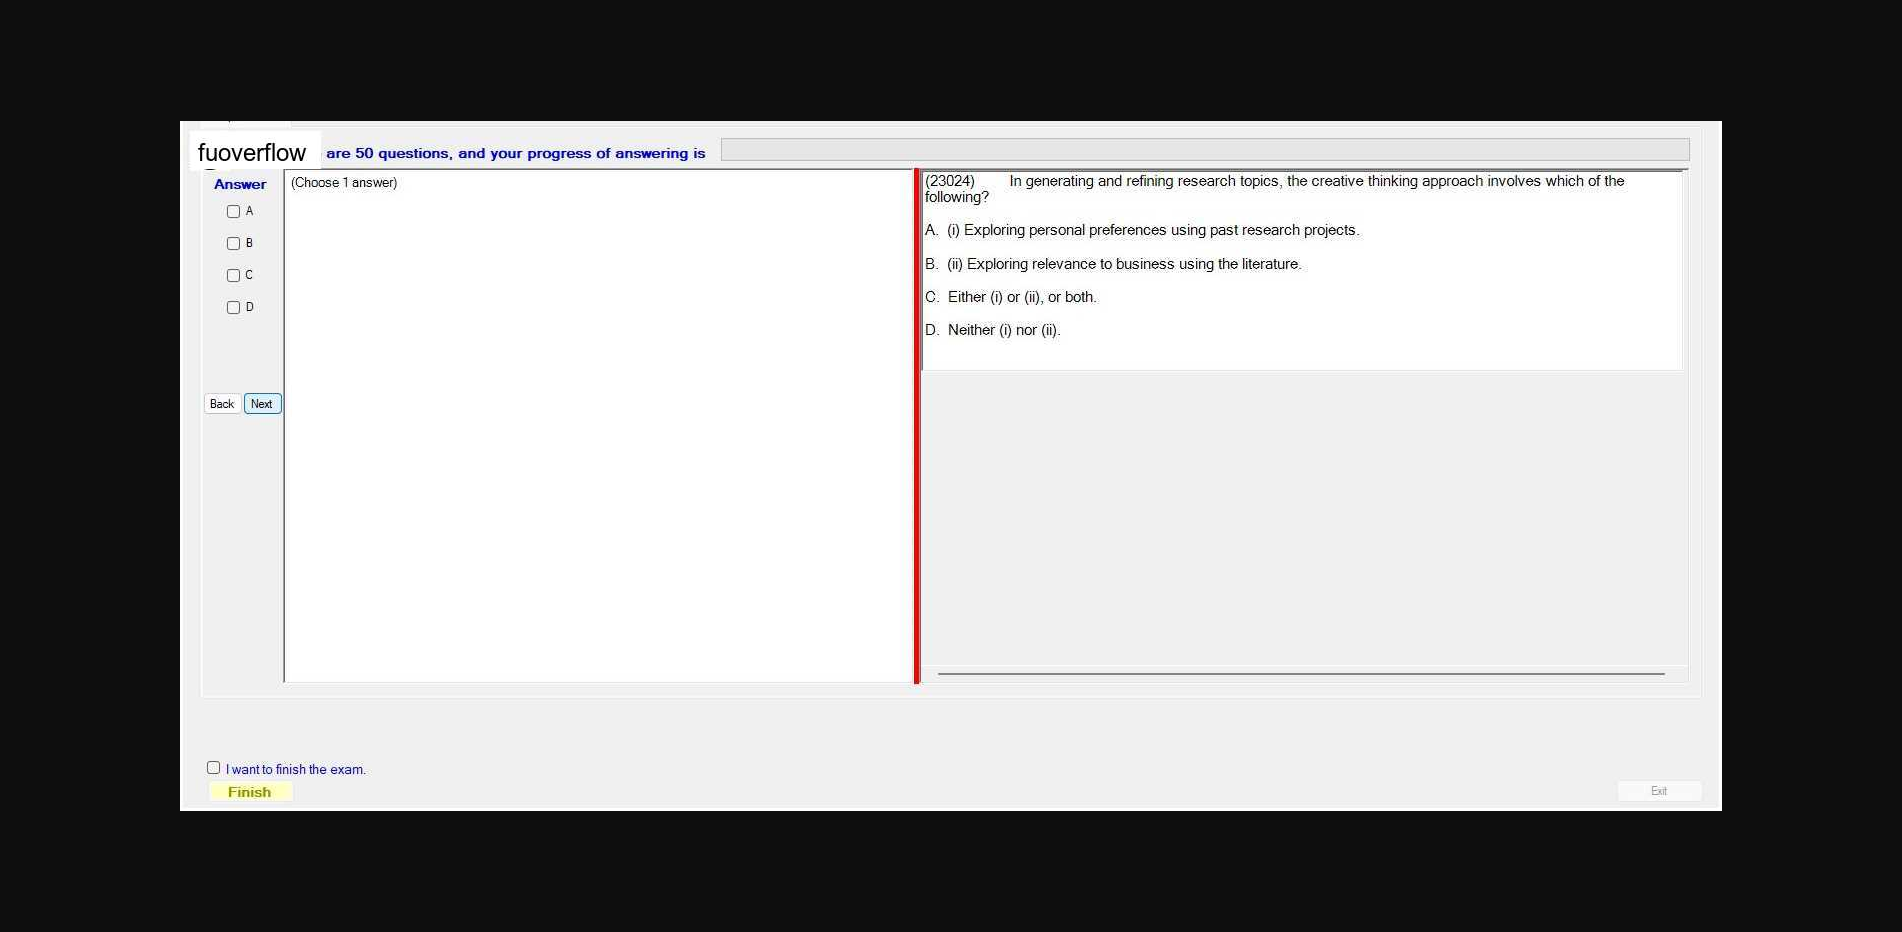 fuoverflow are 50 questions, and your progress of answering is
Answer
(Choose 1 answer)
A
B
C
D
Back Next
(23024) In generating and refining research topics, the creative thinking approach involves which of the
following?
A. (i) Exploring personal preferences using past research projects.
B. (ii) Exploring relevance to business using the literature.
C. Either (i) or (ii), or both.
D. Neither (i) nor (ii).
I want to finish the exam.
Finish
Exit